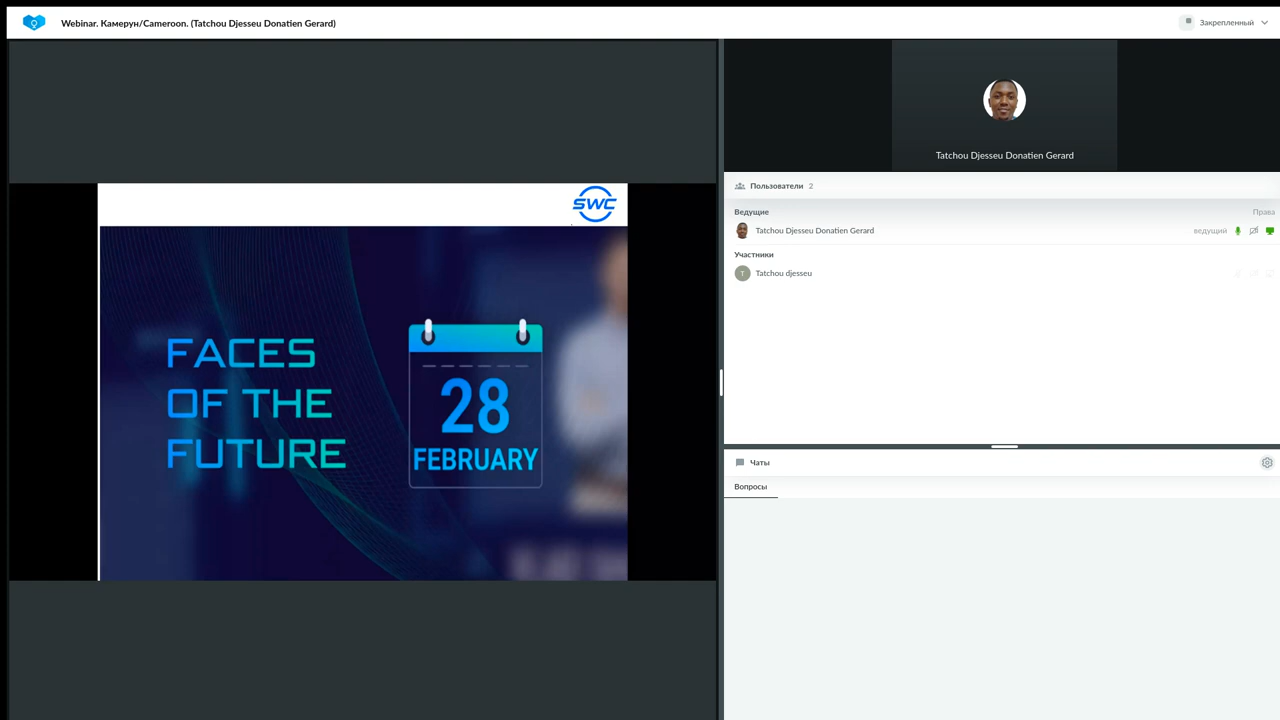 Webinar. Камерун/Cameroon. (Tatchou Djesseu Donatien Gerard)
Закрепленный
SWC
FACES
OF THE
FUTURE
28
FEBRUARY
Tatchou Djesseu Donatien Gerard
Пользователи 2
Ведущие Права
Tatchou Djesseu Donatien Gerard ведущий
Участники
T Tatchou djesseu
Чаты
Вопросы